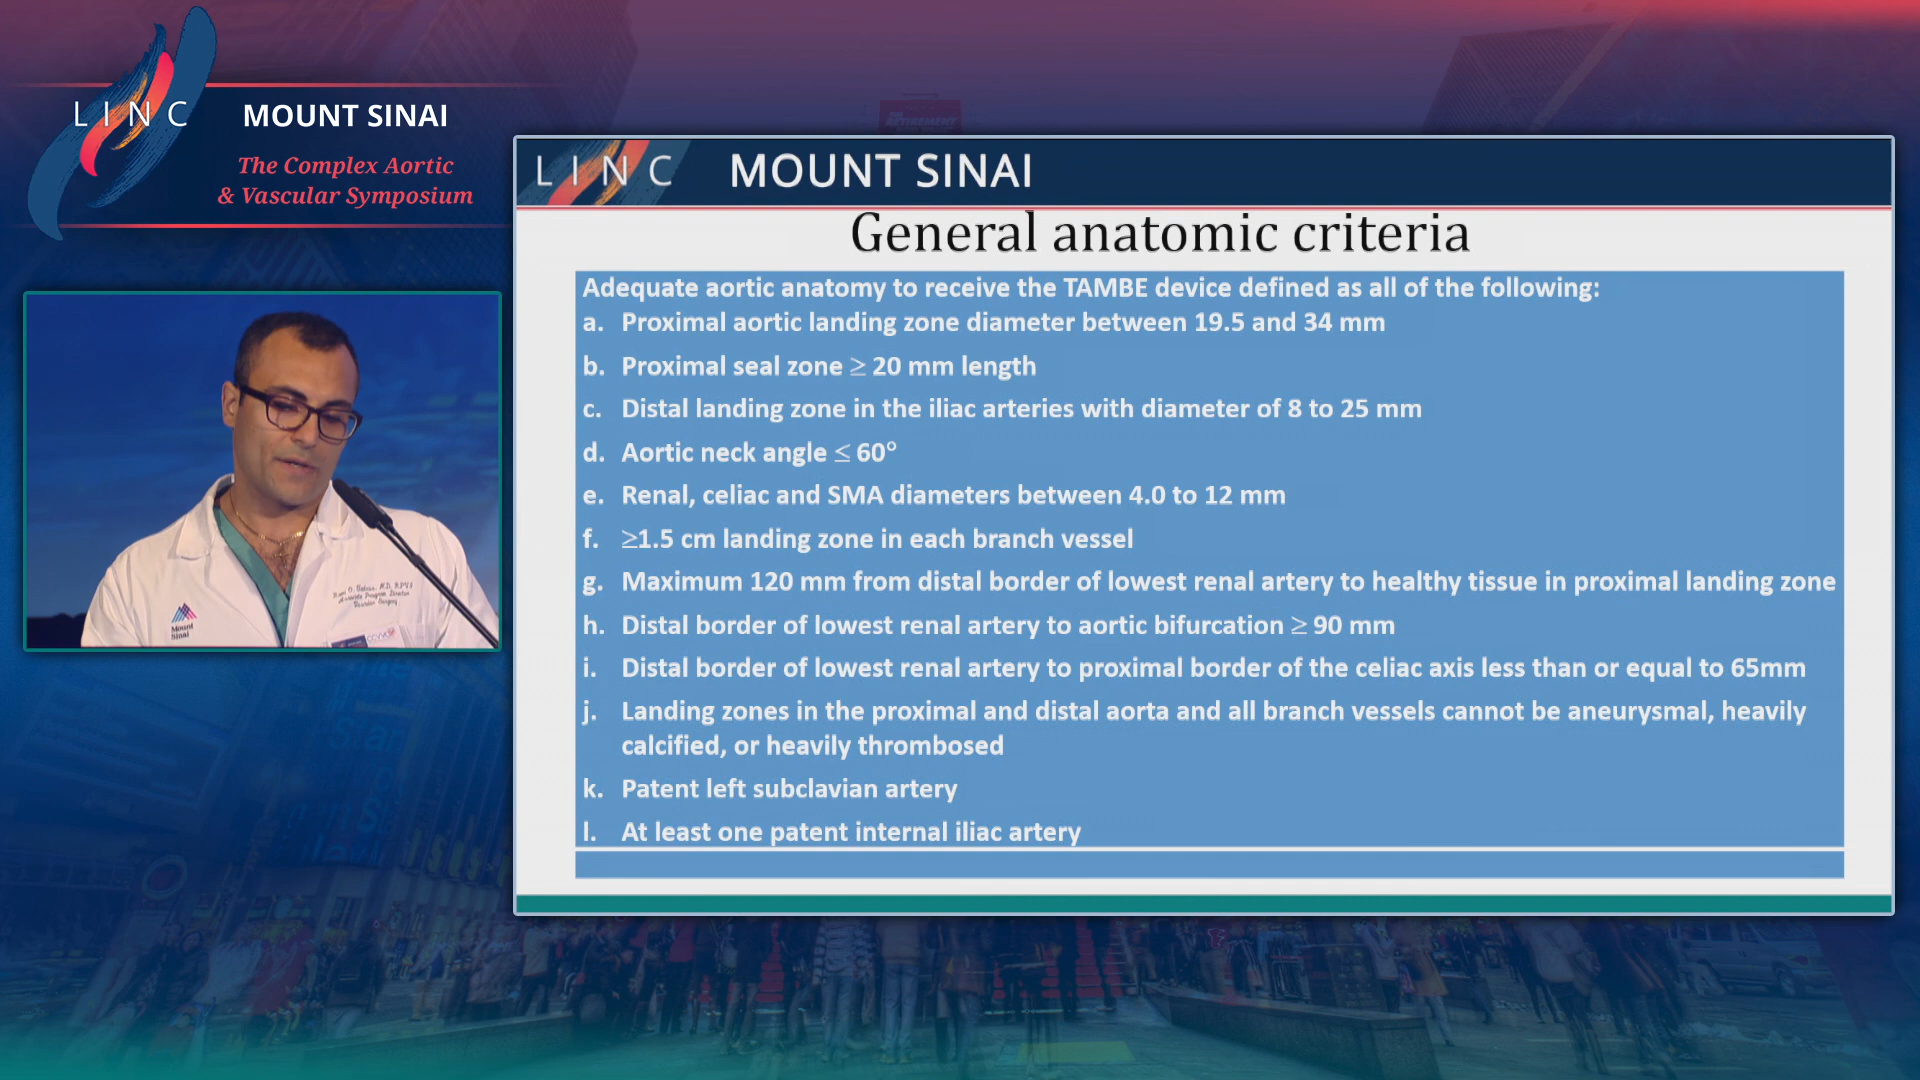 LINC
MOUNT SINAI
The Complex Aortic
& Vascular Symposium
LINC
MOUNT SINAI
General anatomic criteria
Adequate aortic anatomy to receive the TAMBE device defined as all of the following:
a. Proximal aortic landing zone diameter between 19.5 and 34 mm
b. Proximal seal zone ≥ 20 mm length
c. Distal landing zone in the iliac arteries with diameter of 8 to 25 mm
d. Aortic neck angle ≤ 60°
e. Renal, celiac and SMA diameters between 4.0 to 12 mm
f. ≥1.5 cm landing zone in each branch vessel
g. Maximum 120 mm from distal border of lowest renal artery to healthy tissue in proximal landing zone
h. Distal border of lowest renal artery to aortic bifurcation ≥ 90 mm
i. Distal border of lowest renal artery to proximal border of the celiac axis less than or equal to 65mm
j. Landing zones in the proximal and distal aorta and all branch vessels cannot be aneurysmal, heavily
calcified, or heavily thrombosed
k. Patent left subclavian artery
l. At least one patent internal iliac artery
Mount
Sinai
Associate Program Director
Vascular Surgery